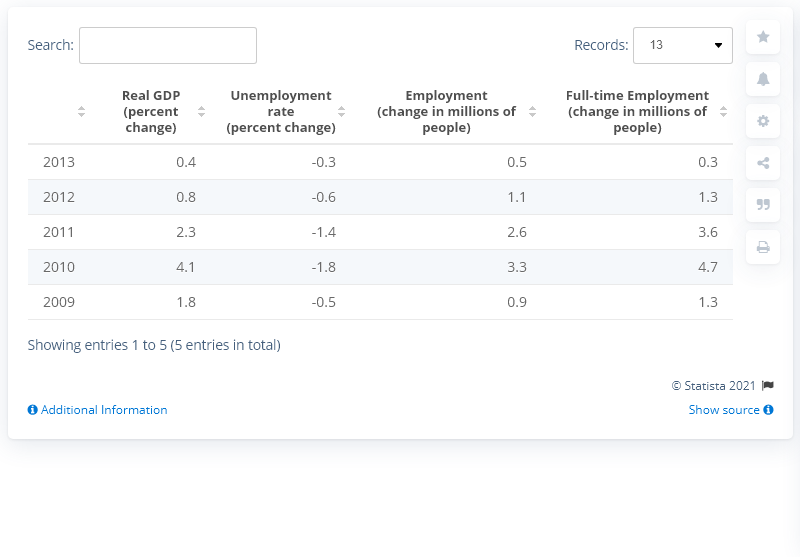 Search:
Records: 13
Real GDP (percent change)
Unemployment rate (percent change)
Employment (change in millions of people)
Full-time Employment (change in millions of people)
2013 0.4 -0.3 0.5 0.3
2012 0.8 -0.6 1.1 1.3
2011 2.3 -1.4 2.6 3.6
2010 4.1 -1.8 3.3 4.7
2009 1.8 -0.5 0.9 1.3
Showing entries 1 to 5 (5 entries in total)
© Statista 2021
Additional Information
Show source